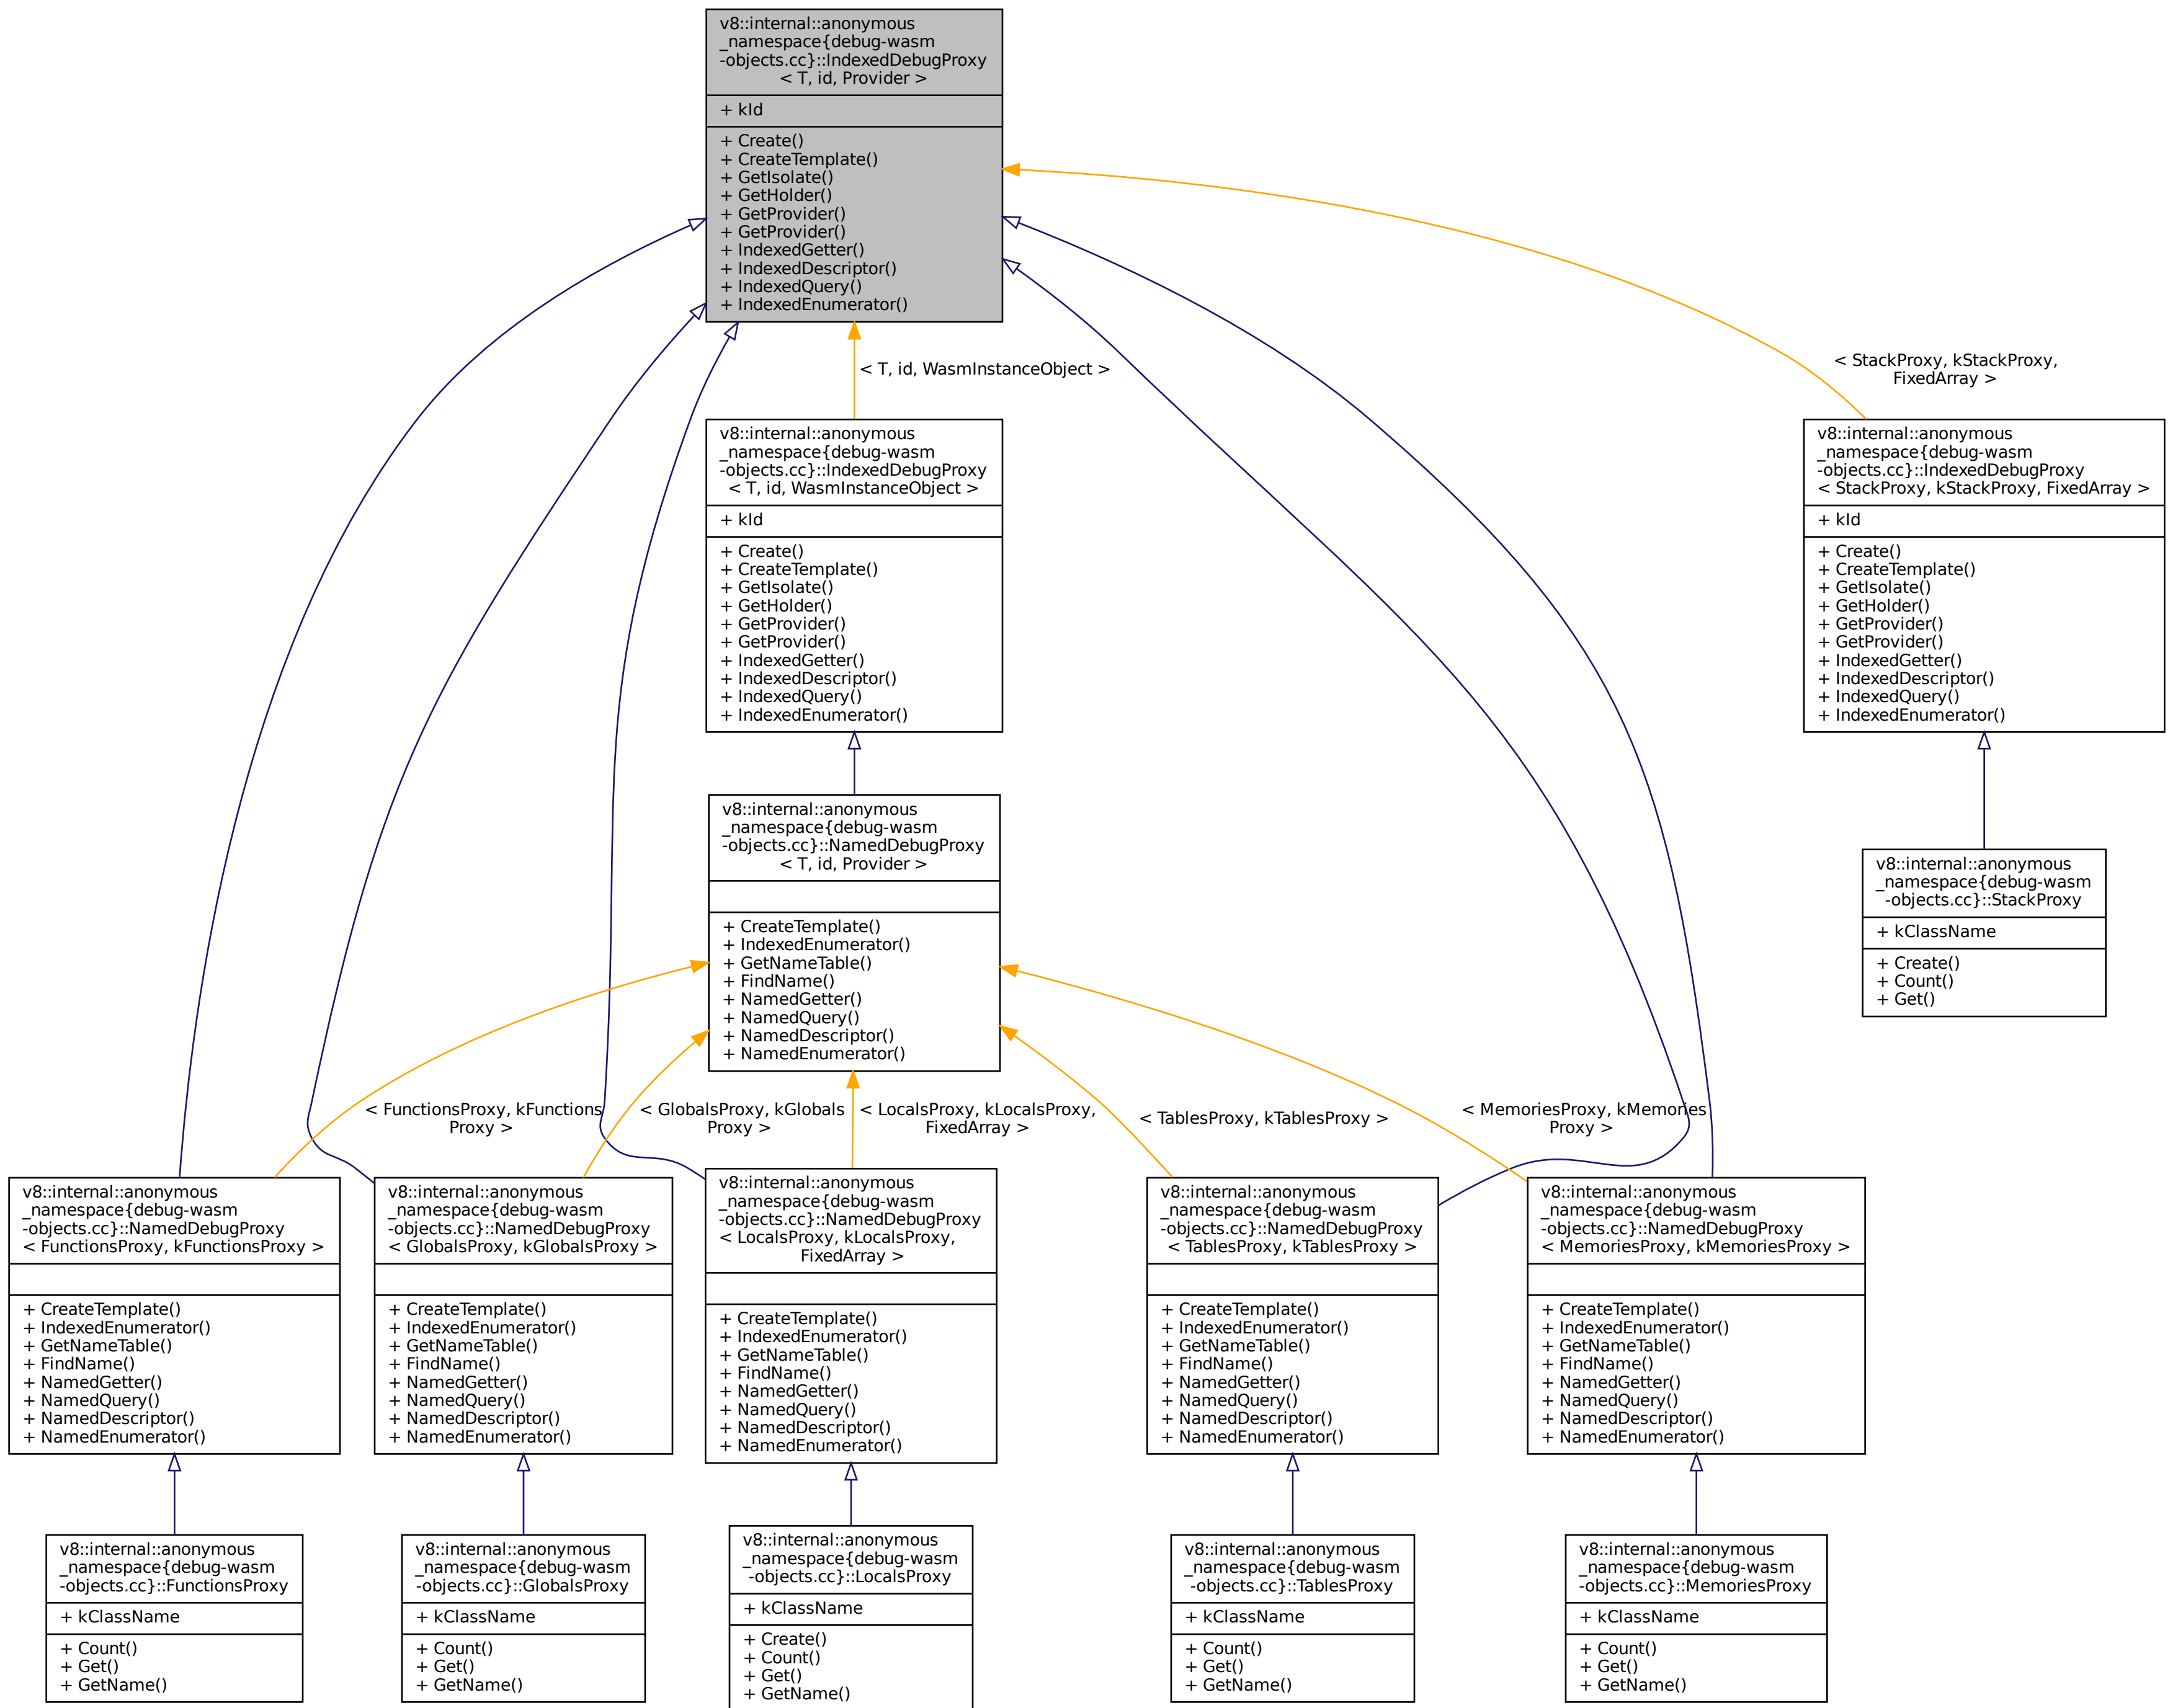 v8::internal::anonymous
_namespace{debug-wasm
-objects.cc}::IndexedDebugProxy
< T, id, Provider >
+ kId
+ Create()
+ CreateTemplate()
+ GetIsolate()
+ GetHolder()
+ GetProvider()
+ GetProvider()
+ IndexedGetter()
+ IndexedDescriptor()
+ IndexedQuery()
+ IndexedEnumerator()
< T, id, WasmInstanceObject >
< StackProxy, kStackProxy,
FixedArray >
v8::internal::anonymous
_namespace{debug-wasm
-objects.cc}::IndexedDebugProxy
< T, id, WasmInstanceObject >
+ kId
+ Create()
+ CreateTemplate()
+ GetIsolate()
+ GetHolder()
+ GetProvider()
+ GetProvider()
+ IndexedGetter()
+ IndexedDescriptor()
+ IndexedQuery()
+ IndexedEnumerator()
v8::internal::anonymous
_namespace{debug-wasm
-objects.cc}::IndexedDebugProxy
< StackProxy, kStackProxy, FixedArray >
+ kId
+ Create()
+ CreateTemplate()
+ GetIsolate()
+ GetHolder()
+ GetProvider()
+ GetProvider()
+ IndexedGetter()
+ IndexedDescriptor()
+ IndexedQuery()
+ IndexedEnumerator()
v8::internal::anonymous
_namespace{debug-wasm
-objects.cc}::NamedDebugProxy
< T, id, Provider >
+ CreateTemplate()
+ IndexedEnumerator()
+ GetNameTable()
+ FindName()
+ NamedGetter()
+ NamedQuery()
+ NamedDescriptor()
+ NamedEnumerator()
v8::internal::anonymous
_namespace{debug-wasm
-objects.cc}::StackProxy
+ kClassName
+ Create()
+ Count()
+ Get()
< FunctionsProxy, kFunctions
Proxy >
< GlobalsProxy, kGlobals
Proxy >
< LocalsProxy, kLocalsProxy,
FixedArray >
< TablesProxy, kTablesProxy >
< MemoriesProxy, kMemories
Proxy >
v8::internal::anonymous
_namespace{debug-wasm
-objects.cc}::NamedDebugProxy
< FunctionsProxy, kFunctionsProxy >
+ CreateTemplate()
+ IndexedEnumerator()
+ GetNameTable()
+ FindName()
+ NamedGetter()
+ NamedQuery()
+ NamedDescriptor()
+ NamedEnumerator()
v8::internal::anonymous
_namespace{debug-wasm
-objects.cc}::NamedDebugProxy
< GlobalsProxy, kGlobalsProxy >
+ CreateTemplate()
+ IndexedEnumerator()
+ GetNameTable()
+ FindName()
+ NamedGetter()
+ NamedQuery()
+ NamedDescriptor()
+ NamedEnumerator()
v8::internal::anonymous
_namespace{debug-wasm
-objects.cc}::NamedDebugProxy
< LocalsProxy, kLocalsProxy,
FixedArray >
+ CreateTemplate()
+ IndexedEnumerator()
+ GetNameTable()
+ FindName()
+ NamedGetter()
+ NamedQuery()
+ NamedDescriptor()
+ NamedEnumerator()
v8::internal::anonymous
_namespace{debug-wasm
-objects.cc}::NamedDebugProxy
< TablesProxy, kTablesProxy >
+ CreateTemplate()
+ IndexedEnumerator()
+ GetNameTable()
+ FindName()
+ NamedGetter()
+ NamedQuery()
+ NamedDescriptor()
+ NamedEnumerator()
v8::internal::anonymous
_namespace{debug-wasm
-objects.cc}::NamedDebugProxy
< MemoriesProxy, kMemoriesProxy >
+ CreateTemplate()
+ IndexedEnumerator()
+ GetNameTable()
+ FindName()
+ NamedGetter()
+ NamedQuery()
+ NamedDescriptor()
+ NamedEnumerator()
v8::internal::anonymous
_namespace{debug-wasm
-objects.cc}::FunctionsProxy
+ kClassName
+ Count()
+ Get()
+ GetName()
v8::internal::anonymous
_namespace{debug-wasm
-objects.cc}::GlobalsProxy
+ kClassName
+ Count()
+ Get()
+ GetName()
v8::internal::anonymous
_namespace{debug-wasm
-objects.cc}::LocalsProxy
+ kClassName
+ Create()
+ Count()
+ Get()
+ GetName()
v8::internal::anonymous
_namespace{debug-wasm
-objects.cc}::TablesProxy
+ kClassName
+ Count()
+ Get()
+ GetName()
v8::internal::anonymous
_namespace{debug-wasm
-objects.cc}::MemoriesProxy
+ kClassName
+ Count()
+ Get()
+ GetName()